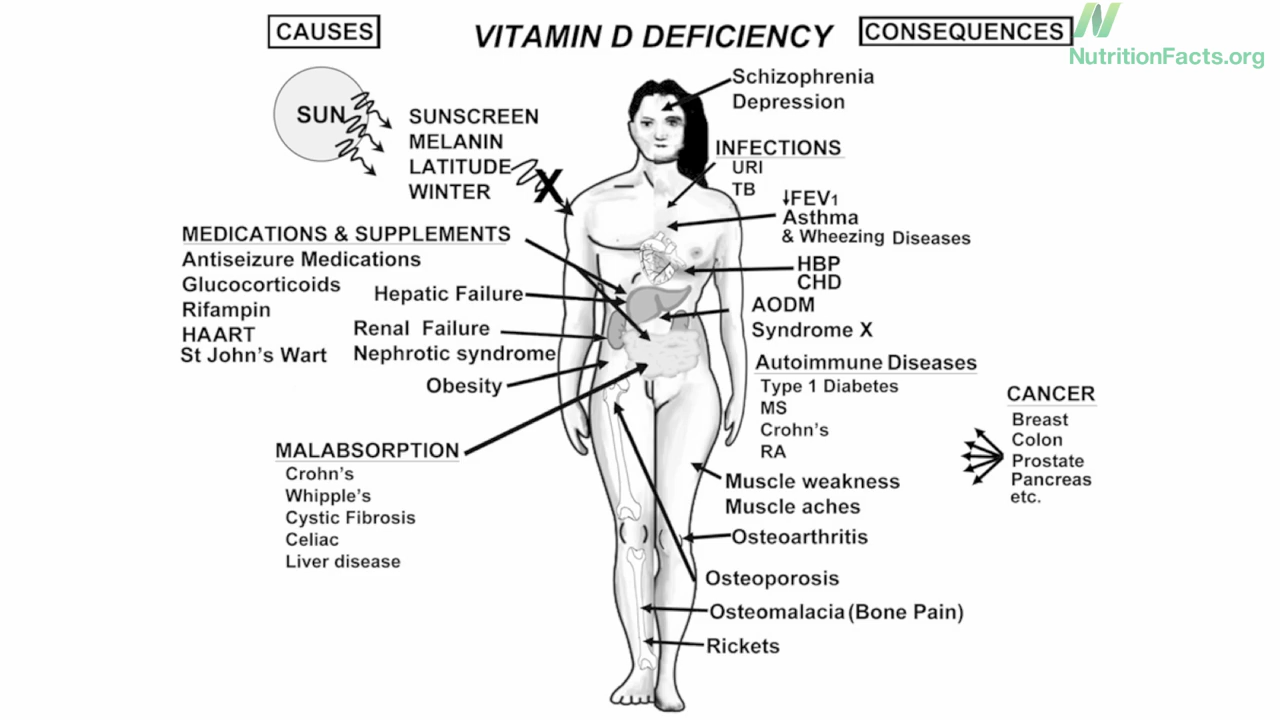 CAUSES
VITAMIN D DEFICIENCY
CONSEQUENCES
NutritionFacts.org
SUN
SUNSCREEN
MELANIN
LATITUDE
WINTER
MEDICATIONS & SUPPLEMENTS
Antiseizure Medications
Glucocorticoids
Rifampin
HAART
St John's Wart
Hepatic Failure
Renal Failure
Nephrotic syndrome
Obesity
MALABSORPTION
Crohn's
Whipple's
Cystic Fibrosis
Celiac
Liver disease
X
Schizophrenia
Depression
INFECTIONS
URI
TB
↓FEV1
Asthma
& Wheezing Diseases
HBP
CHD
AODM
Syndrome X
Autoimmune Diseases
Type 1 Diabetes
MS
Crohn's
RA
Muscle weakness
Muscle aches
Osteoarthritis
Osteoporosis
Osteomalacia (Bone Pain)
Rickets
CANCER
Breast
Colon
Prostate
Pancreas
etc.